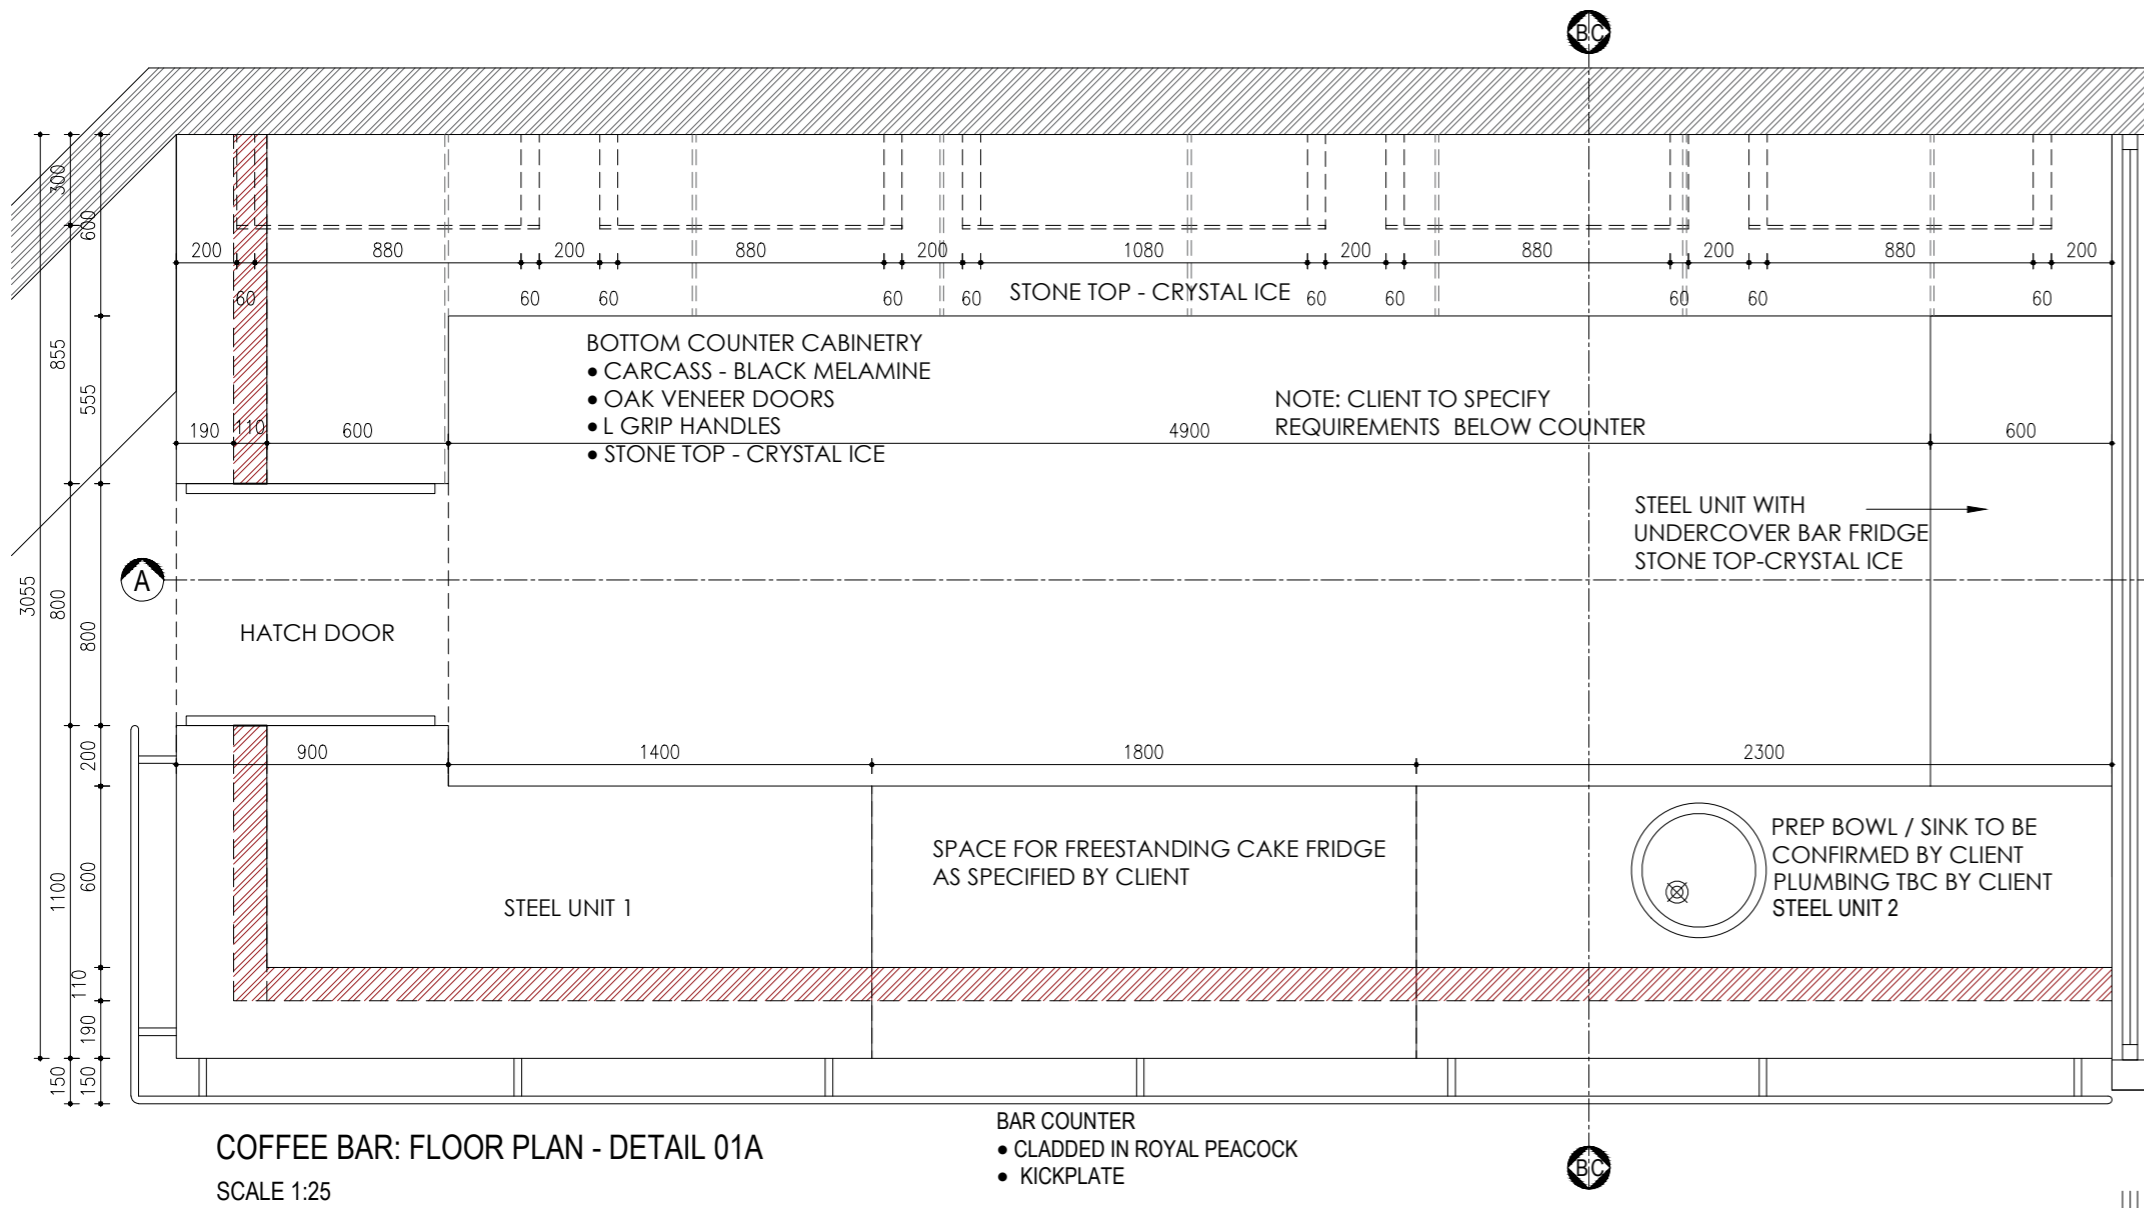 BC
300
600
200
880
200
880
200
1080
200
880
200
880
200
60
60
60
60
60
60
60
60
60
60
STONE TOP - CRYSTAL ICE
BOTTOM COUNTER CABINETRY
• CARCASS - BLACK MELAMINE
• OAK VENEER DOORS
• L GRIP HANDLES
• STONE TOP - CRYSTAL ICE
NOTE: CLIENT TO SPECIFY
REQUIREMENTS BELOW COUNTER
855
555
190
110
600
4900
600
STEEL UNIT WITH
UNDERCOVER BAR FRIDGE
STONE TOP-CRYSTAL ICE
A
3055
800
800
HATCH DOOR
200
900
1400
1800
2300
1100
600
110
190
150
150
STEEL UNIT 1
SPACE FOR FREESTANDING CAKE FRIDGE
AS SPECIFIED BY CLIENT
PREP BOWL / SINK TO BE
CONFIRMED BY CLIENT
PLUMBING TBC BY CLIENT
STEEL UNIT 2
COFFEE BAR: FLOOR PLAN - DETAIL 01A
SCALE 1:25
BAR COUNTER
• CLADDED IN ROYAL PEACOCK
• KICKPLATE
BC